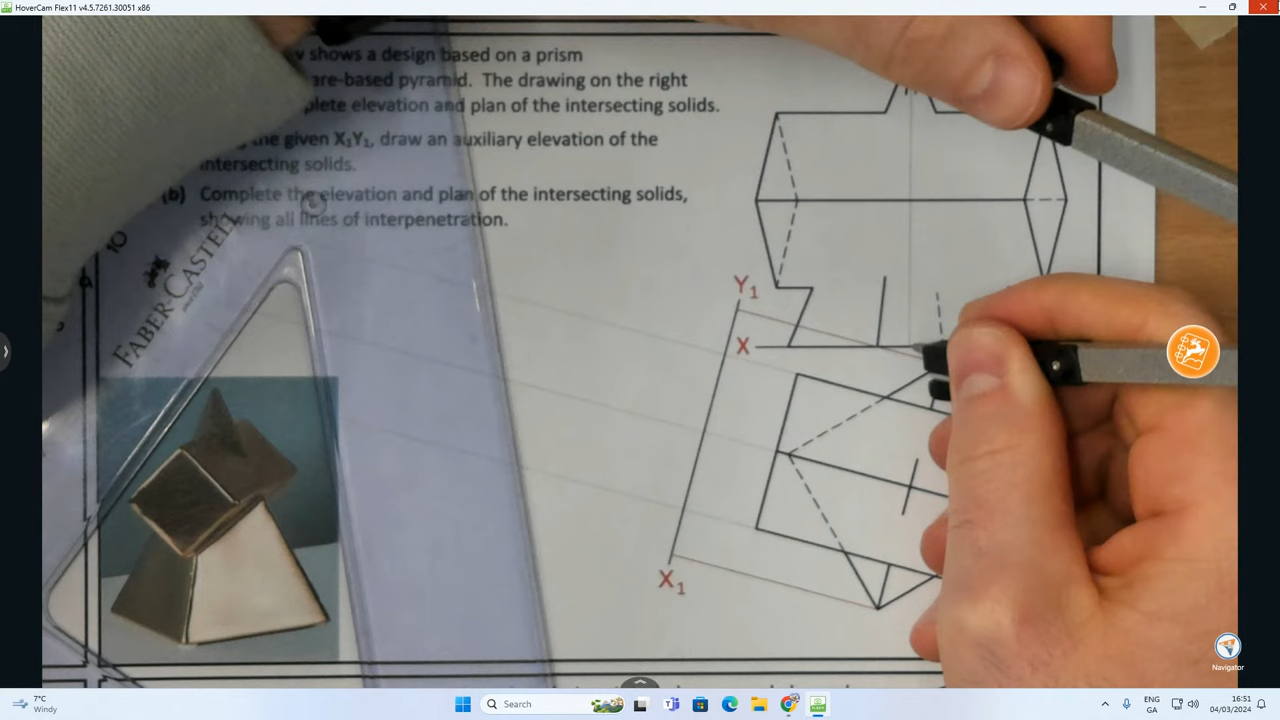 HoverCam Flex11 v4.5.7261.30051 x86
shows a design based on a prism
are-based pyramid. The drawing on the right
plete elevation and plan of the intersecting solids.
the given X₁Y₁, draw an auxiliary elevation of the
intersecting solids.
(b) Complete the elevation and plan of the intersecting solids,
showing all lines of interpenetration.
10
FABER-CASTELL
Y₁
X
X₁
Navigator
7°C
Windy
Search
ENG
GA
16:51
04/03/2024